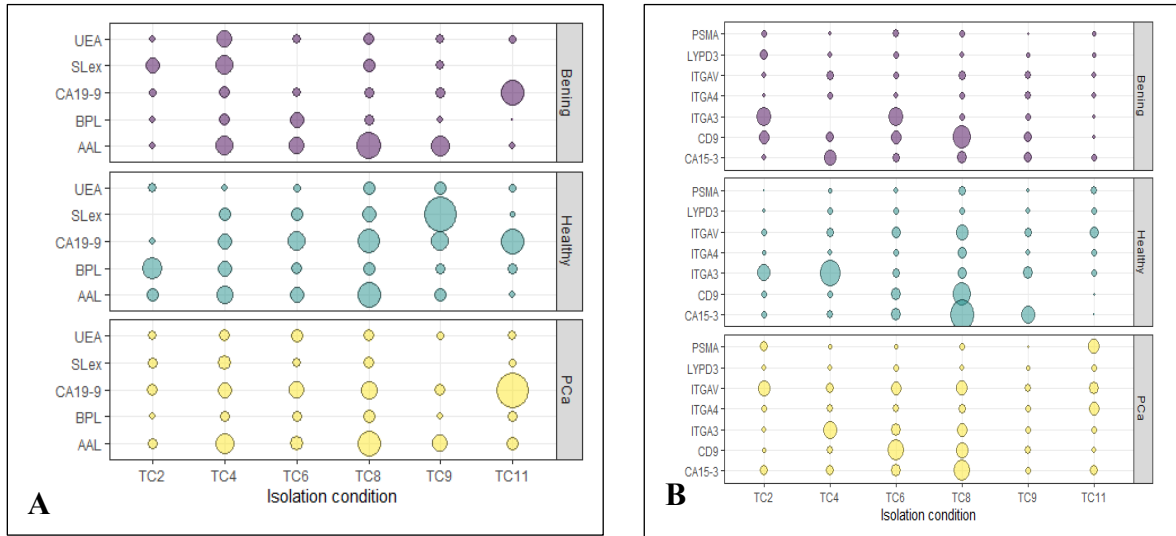 UEA
SLex
CA19-9
BPL
AAL
Bening
UEA
SLex
CA19-9
BPL
AAL
Healthy
UEA
SLex
CA19-9
BPL
AAL
PCa
TC2 TC4 TC6 TC8 TC9 TC11
Isolation condition
A
PSMA
LYPD3
ITGAV
ITGA4
ITGA3
CD9
CA15-3
Bening
PSMA
LYPD3
ITGAV
ITGA4
ITGA3
CD9
CA15-3
Healthy
PSMA
LYPD3
ITGAV
ITGA4
ITGA3
CD9
CA15-3
PCa
TC2 TC4 TC6 TC8 TC9 TC11
Isolation condition
B